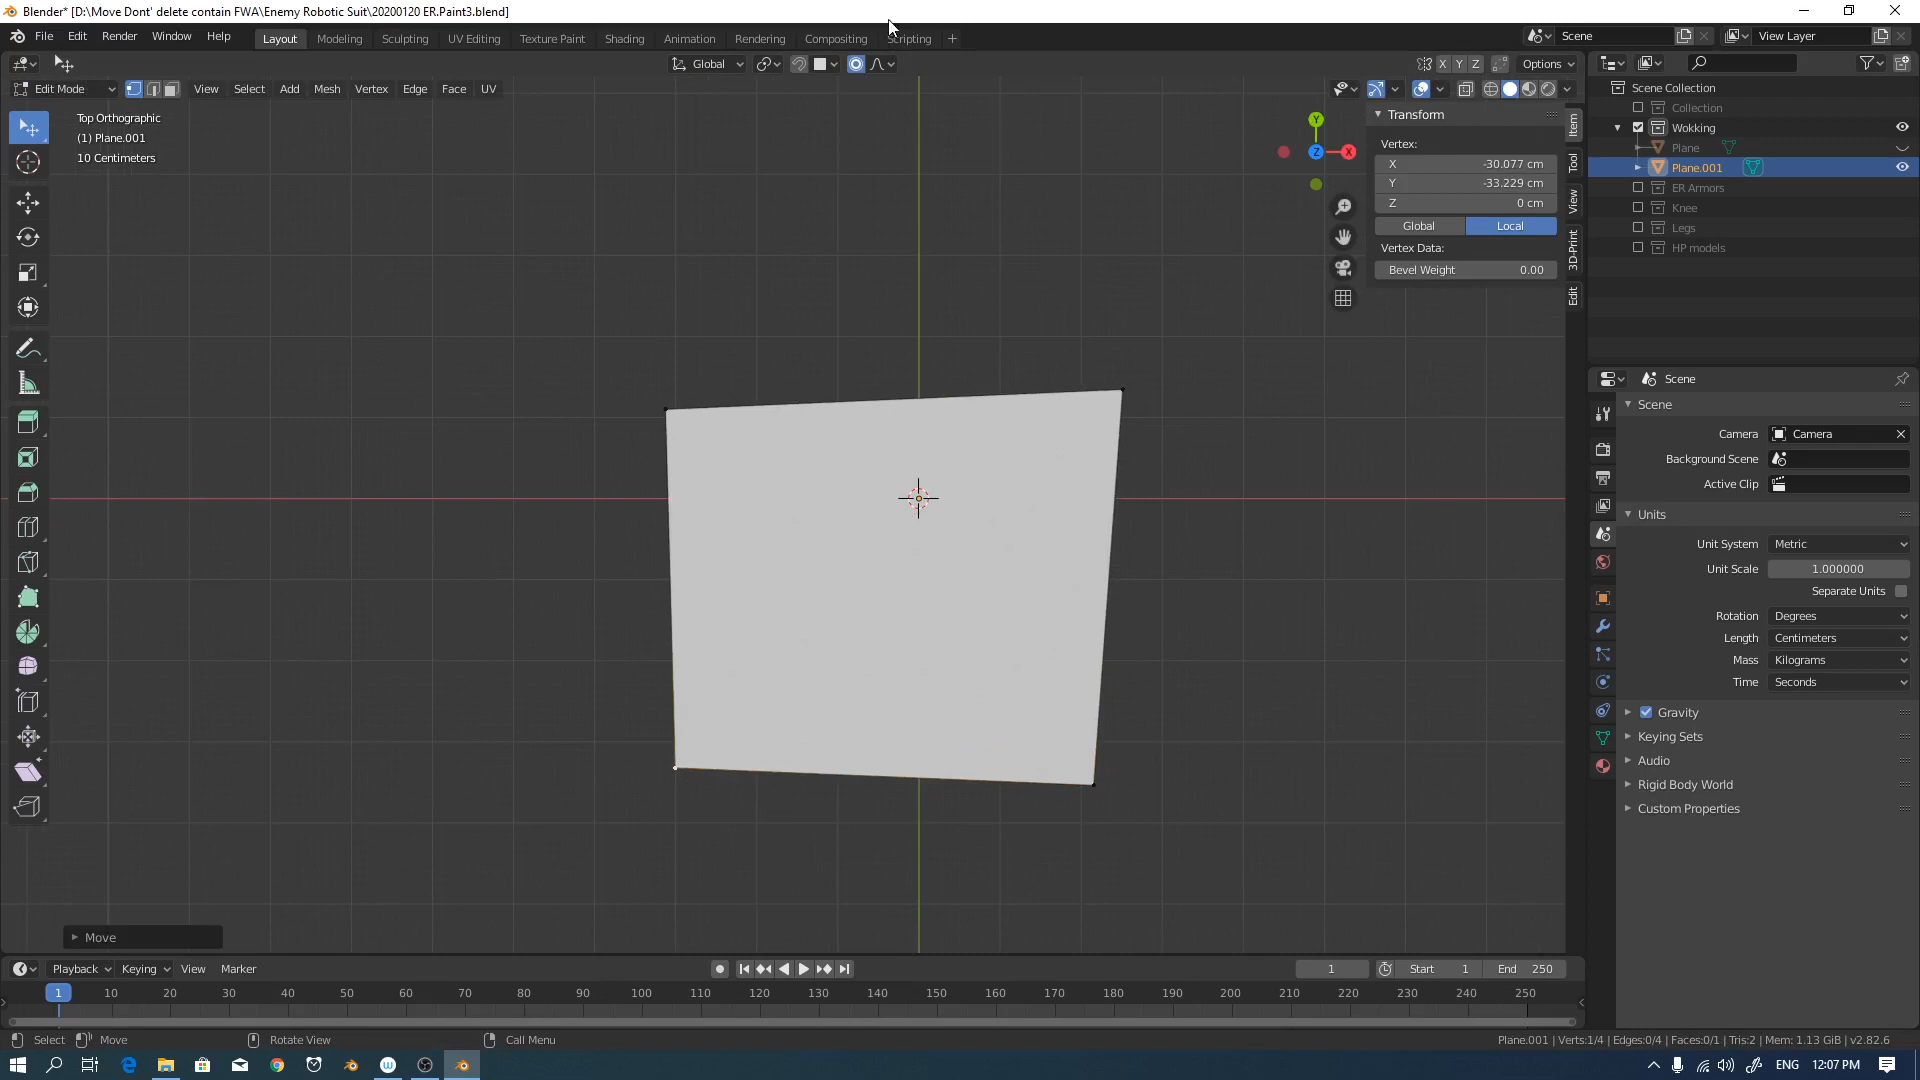 Blender* [D:\Move Dont' delete contain FWA\Enemy Robotic Suit\20200120 ER.Paint3.blend]
File Edit Render Window Help Layout Modeling Sculpting UV Editing Texture Paint Shading Animation Rendering Compositing Scripting + Scene View Layer
Global X Y Z Options
Edit Mode View Select Add Mesh Vertex Edge Face UV
Top Orthographic
(1) Plane.001
10 Centimeters
Y
Z
X
Transform
Vertex:
X -30.077 cm
Y -33.229 cm
Z 0 cm
Global Local
Vertex Data:
Bevel Weight 0.00
Item
Tool
View
3D-Print
Edit
Scene Collection
Collection
Wokking
Plane
Plane.001
ER Armors
Knee
Legs
HP models
Scene
Scene
Camera Camera
Background Scene
Active Clip
Units
Unit System Metric
Unit Scale 1.000000
Separate Units
Rotation Degrees
Length Centimeters
Mass Kilograms
Time Seconds
Gravity
Keying Sets
Audio
Rigid Body World
Custom Properties
Move
Playback Keying View Marker 1 Start 1 End 250
1 10 20 30 40 50 60 70 80 90 100 110 120 130 140 150 160 170 180 190 200 210 220 230 240 250
Select Move Rotate View Call Menu Plane.001 | Verts:1/4 | Edges:0/4 | Faces:0/1 | Tris:2 | Mem: 1.13 GiB | v2.82.6
ENG 12:07 PM